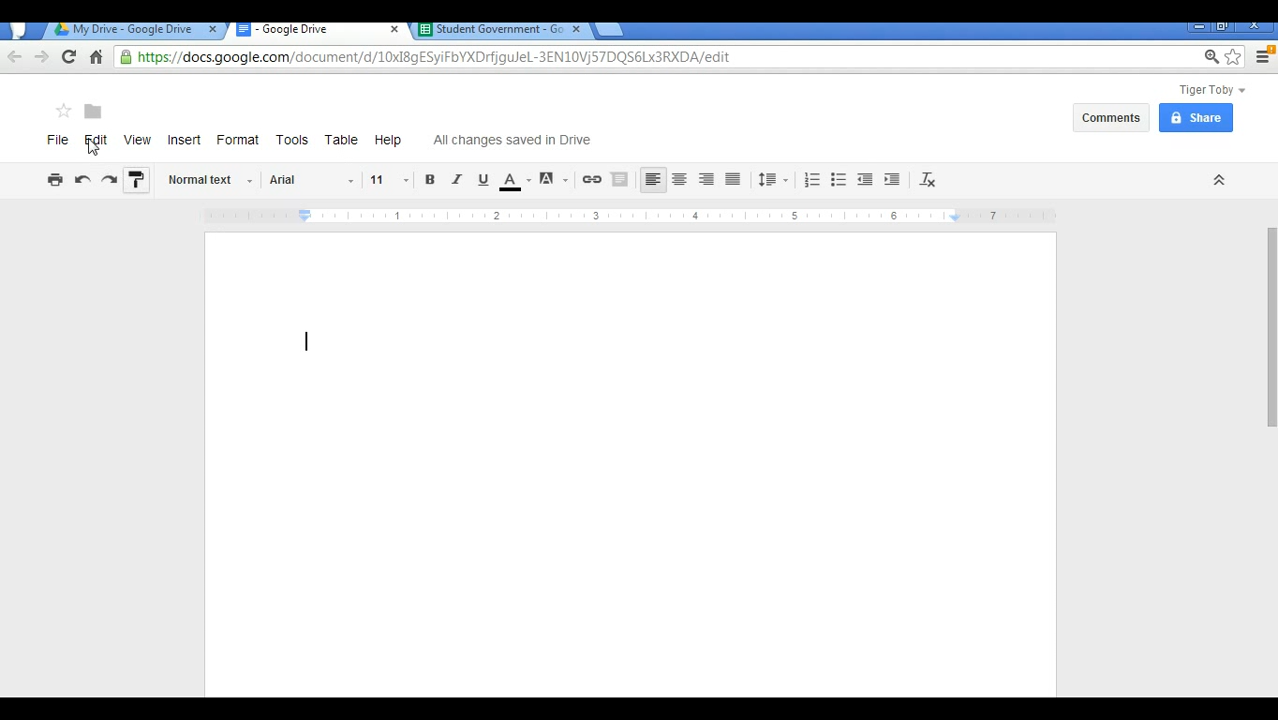 My Drive - Google Drive
- Google Drive
Student Government - Go
https://docs.google.com/document/d/10xI8gESyiFbYXDrfjguJeL-3EN10Vj57DQS6Lx3RXDA/edit
Tiger Toby
Comments
Share
File Edit View Insert Format Tools Table Help All changes saved in Drive
Normal text Arial 11 B I U A A
1 2 3 4 5 6 7